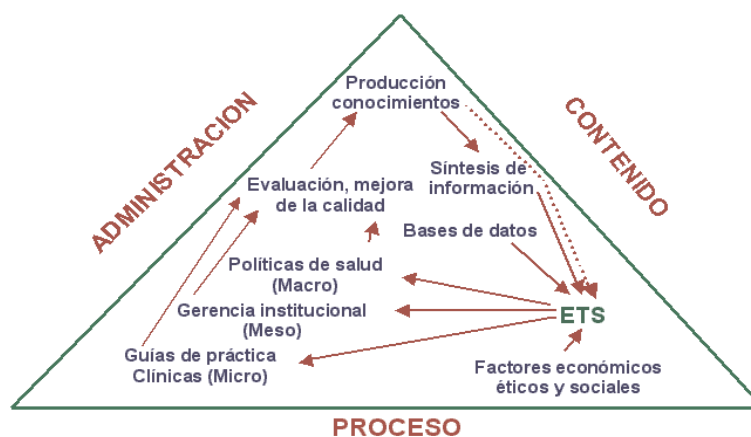 Producción
conocimientos
ADMINISTRACION
CONTENIDO
Síntesis de
información
Evaluación, mejora
de la calidad
Bases de datos
Políticas de salud
(Macro)
Gerencia institucional
(Meso)
ETS
Guías de práctica
Clínicas (Micro)
Factores económicos
éticos y sociales
PROCESO